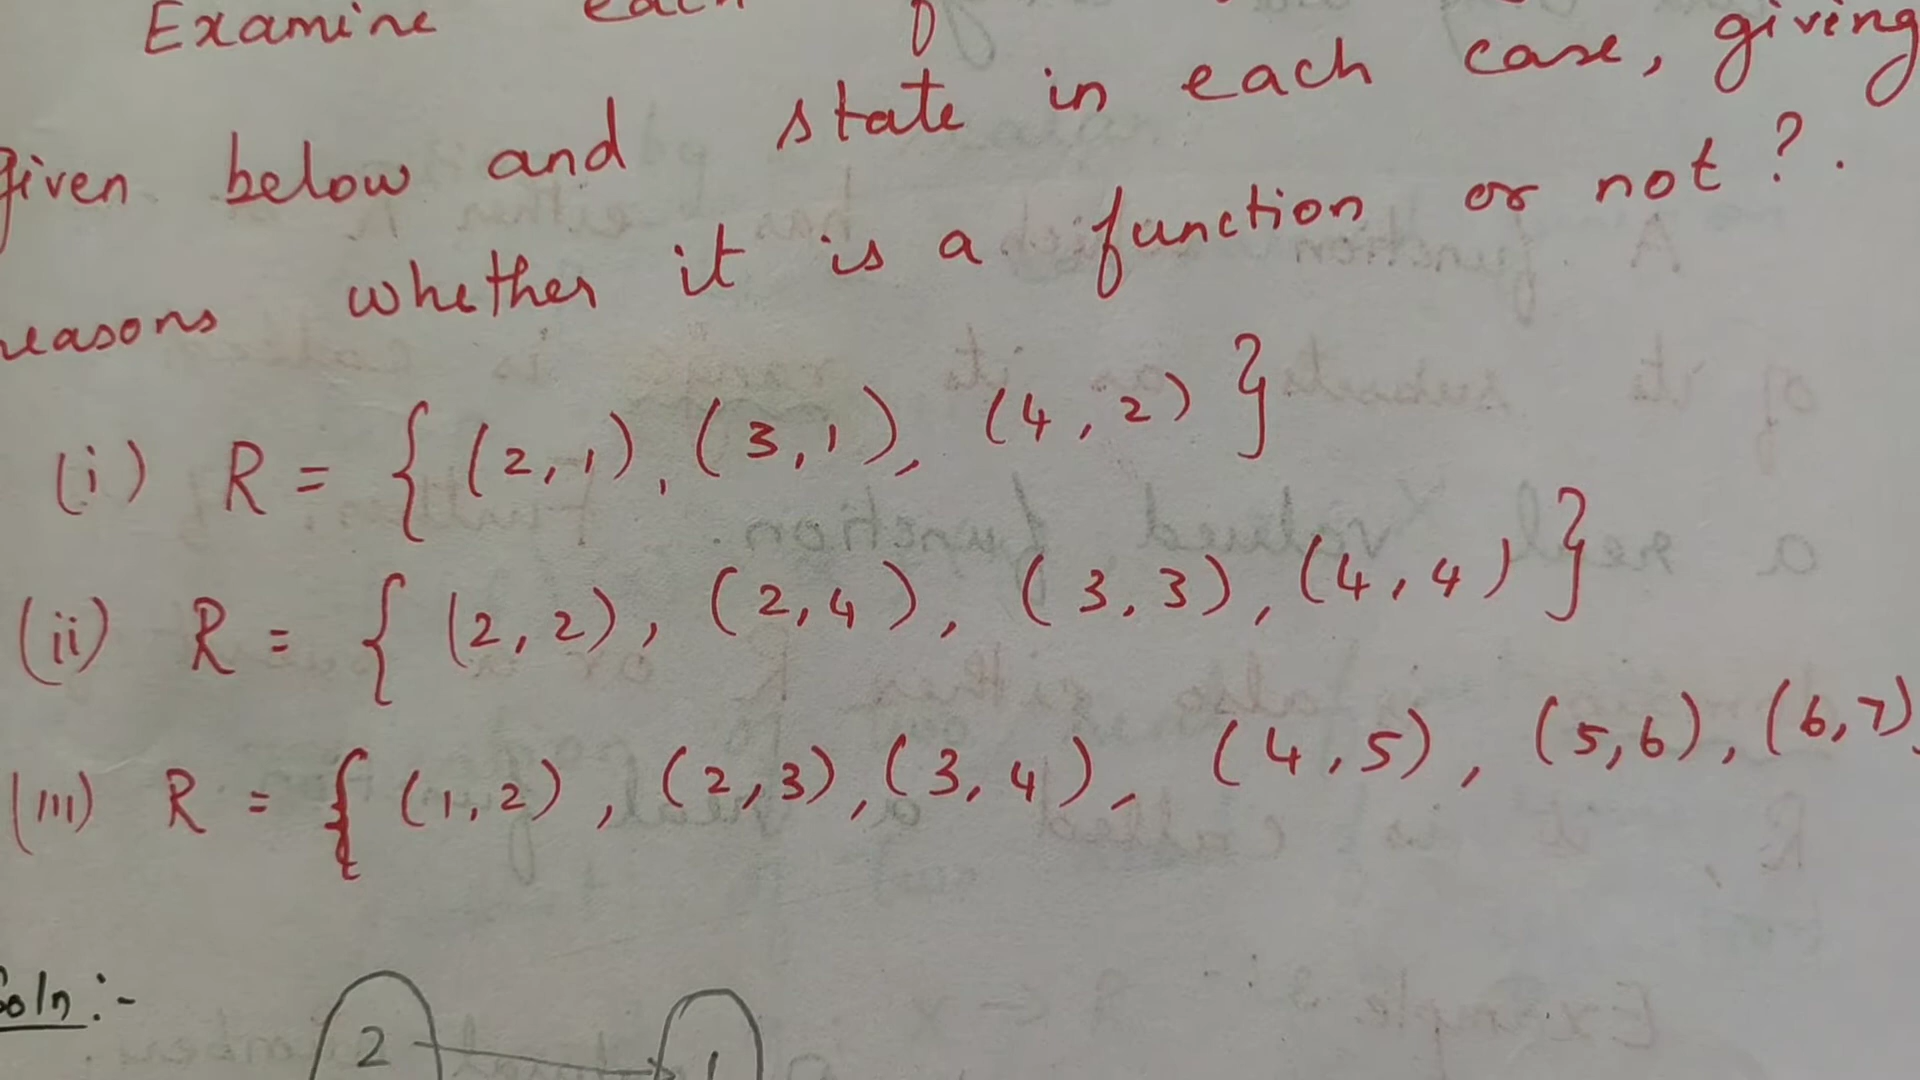 Examine each
given below and state in each case, giving
reasons whether it is a function or not?.
(i) R = { (2,1), (3,1), (4,2) }
(ii) R = { (2,2), (2,4), (3,3), (4,4) }
(iii) R = { (1,2), (2,3), (3,4), (4,5), (5,6), (6,7)
Soln:-
2 1